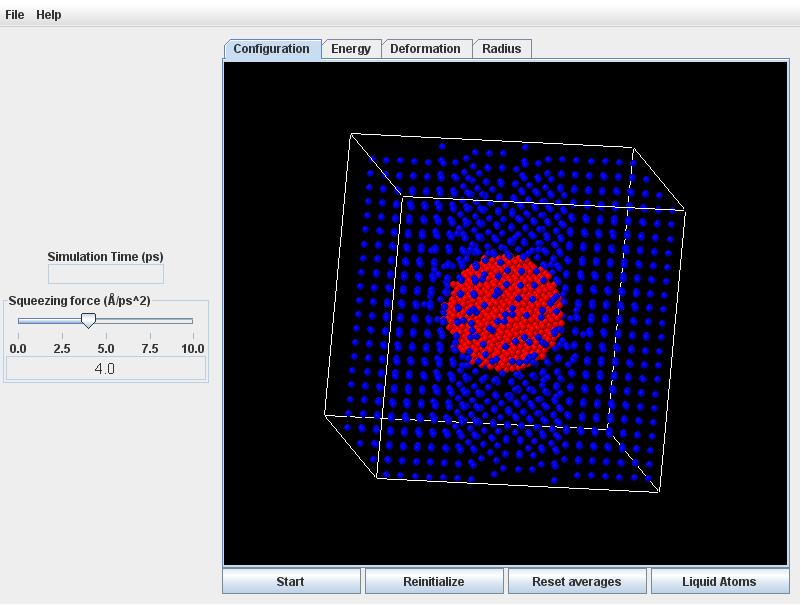 File Help
Configuration Energy Deformation Radius
Simulation Time (ps)
Squeezing force (Å/ps^2)
0.0 2.5 5.0 7.5 10.0
4.0
Start Reinitialize Reset averages Liquid Atoms